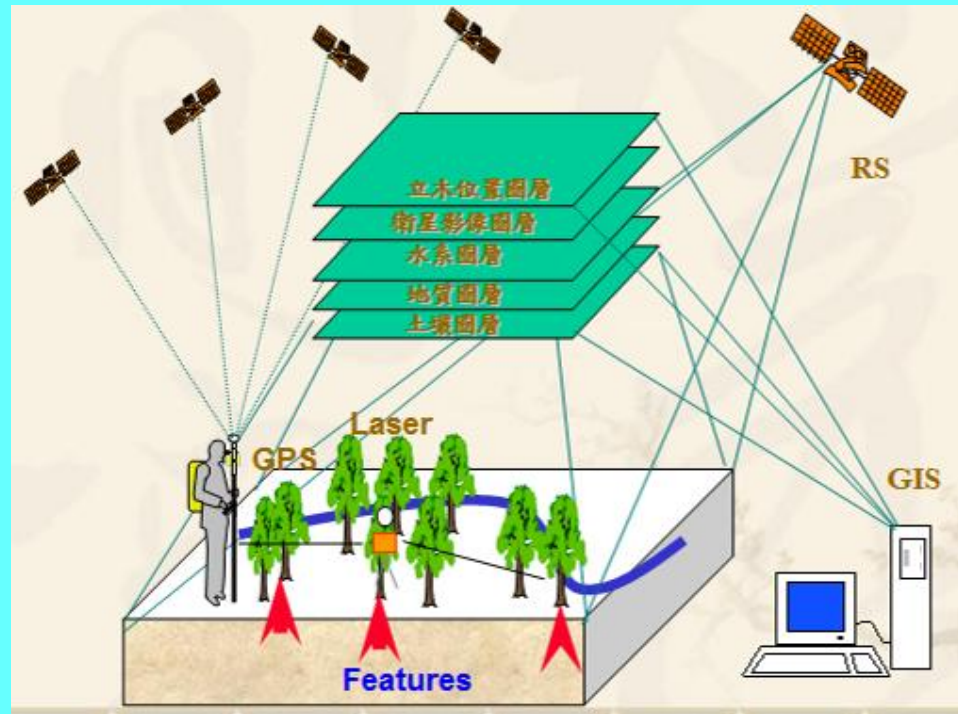 RS
立木位置圖層
衛星影像圖層
水系圖層
地質圖層
土壤圖層
Laser
GPS
GIS
Features